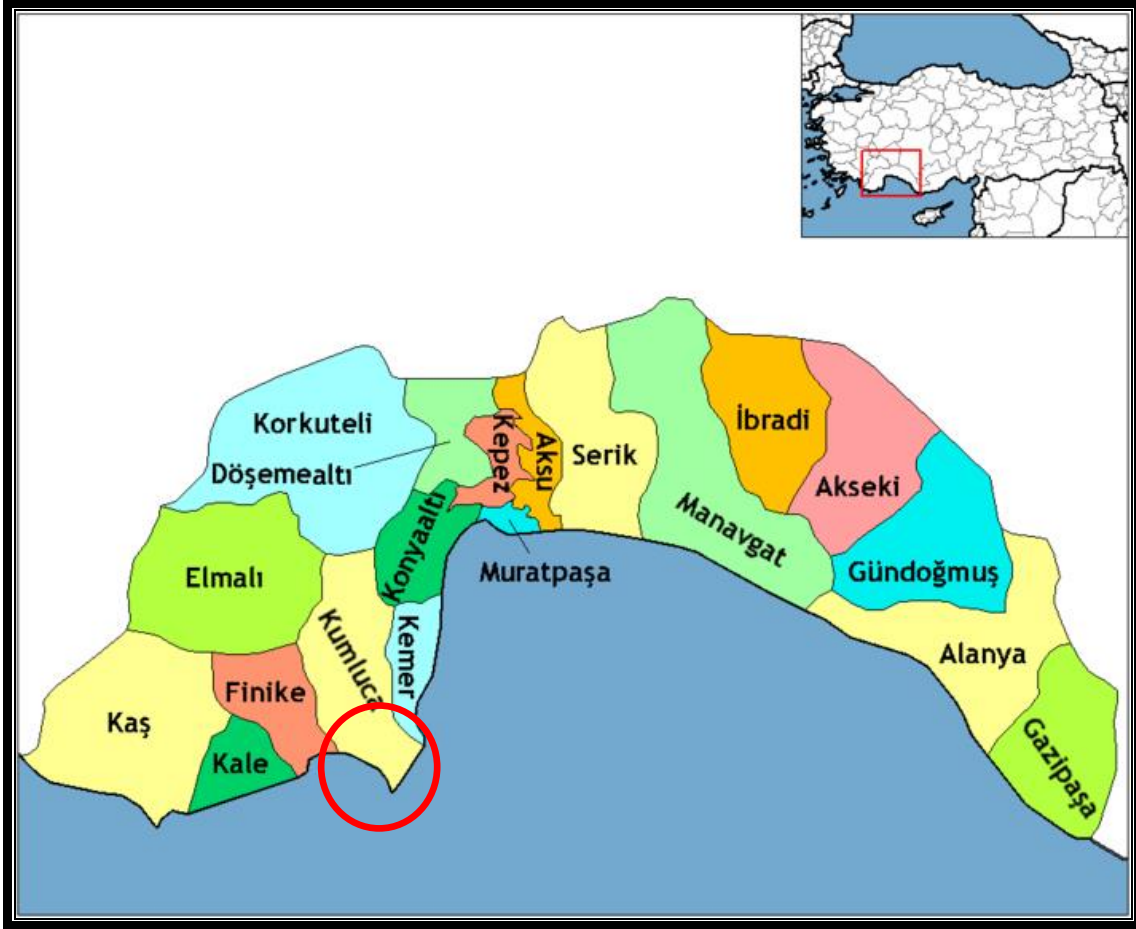 Korkuteli
Döşemealtı
Kepez
Aksu
Serik
İbradi
Akseki
Manavgat
Gündoğmuş
Konyaaltı
Muratpaşa
Elmalı
Kumluca
Kemer
Alanya
Finike
Kaş
Kale
Gazipaşa